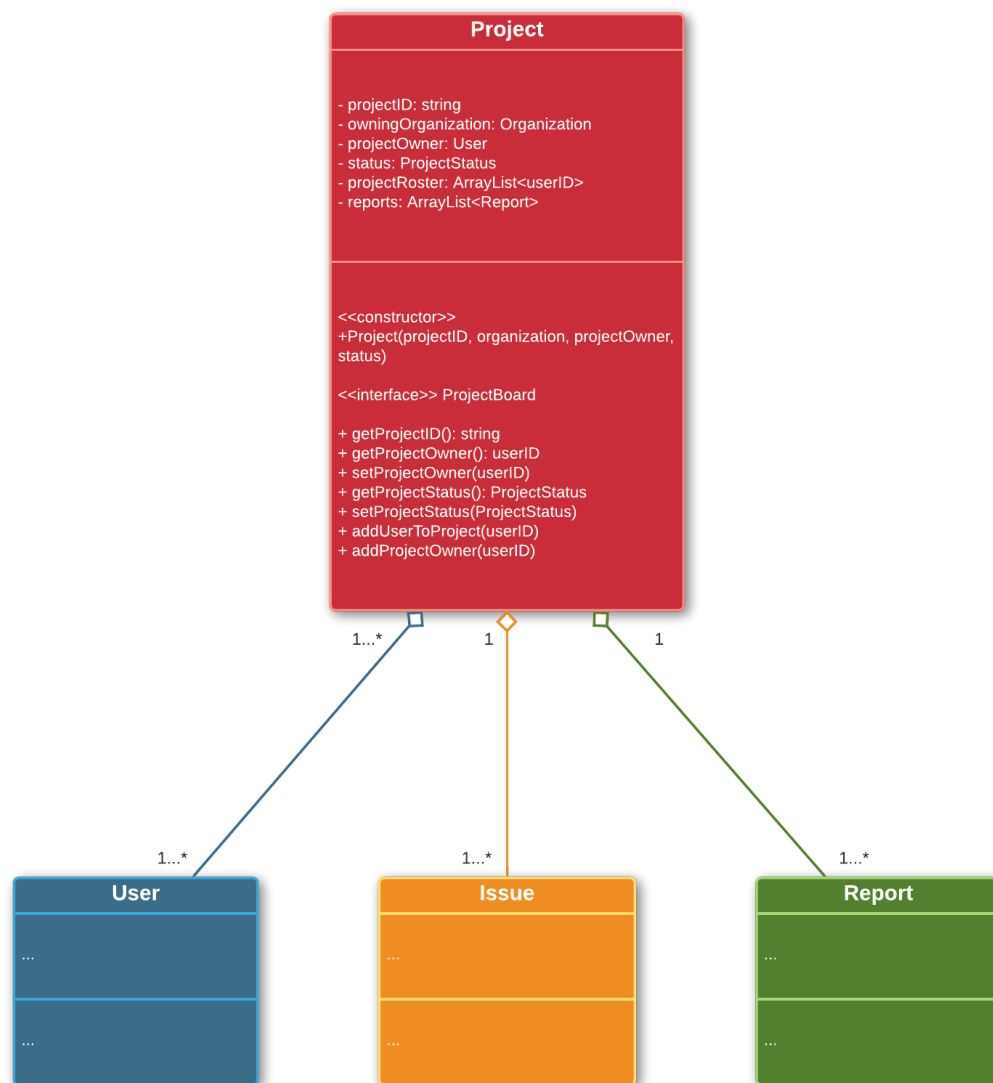 Project
- projectID: string
- owningOrganization: Organization
- projectOwner: User
- status: ProjectStatus
- projectRoster: ArrayList<userID>
- reports: ArrayList<Report>
<<constructor>>
+Project(projectID, organization, projectOwner,
status)
<<interface>> ProjectBoard
+ getProjectID(): string
+ getProjectOwner(): userID
+ setProjectOwner(userID)
+ getProjectStatus(): ProjectStatus
+ setProjectStatus(ProjectStatus)
+ addUserToProject(userID)
+ addProjectOwner(userID)
1...*
1
1
1...*
1...*
1...*
User
...
...
Issue
...
...
Report
...
...